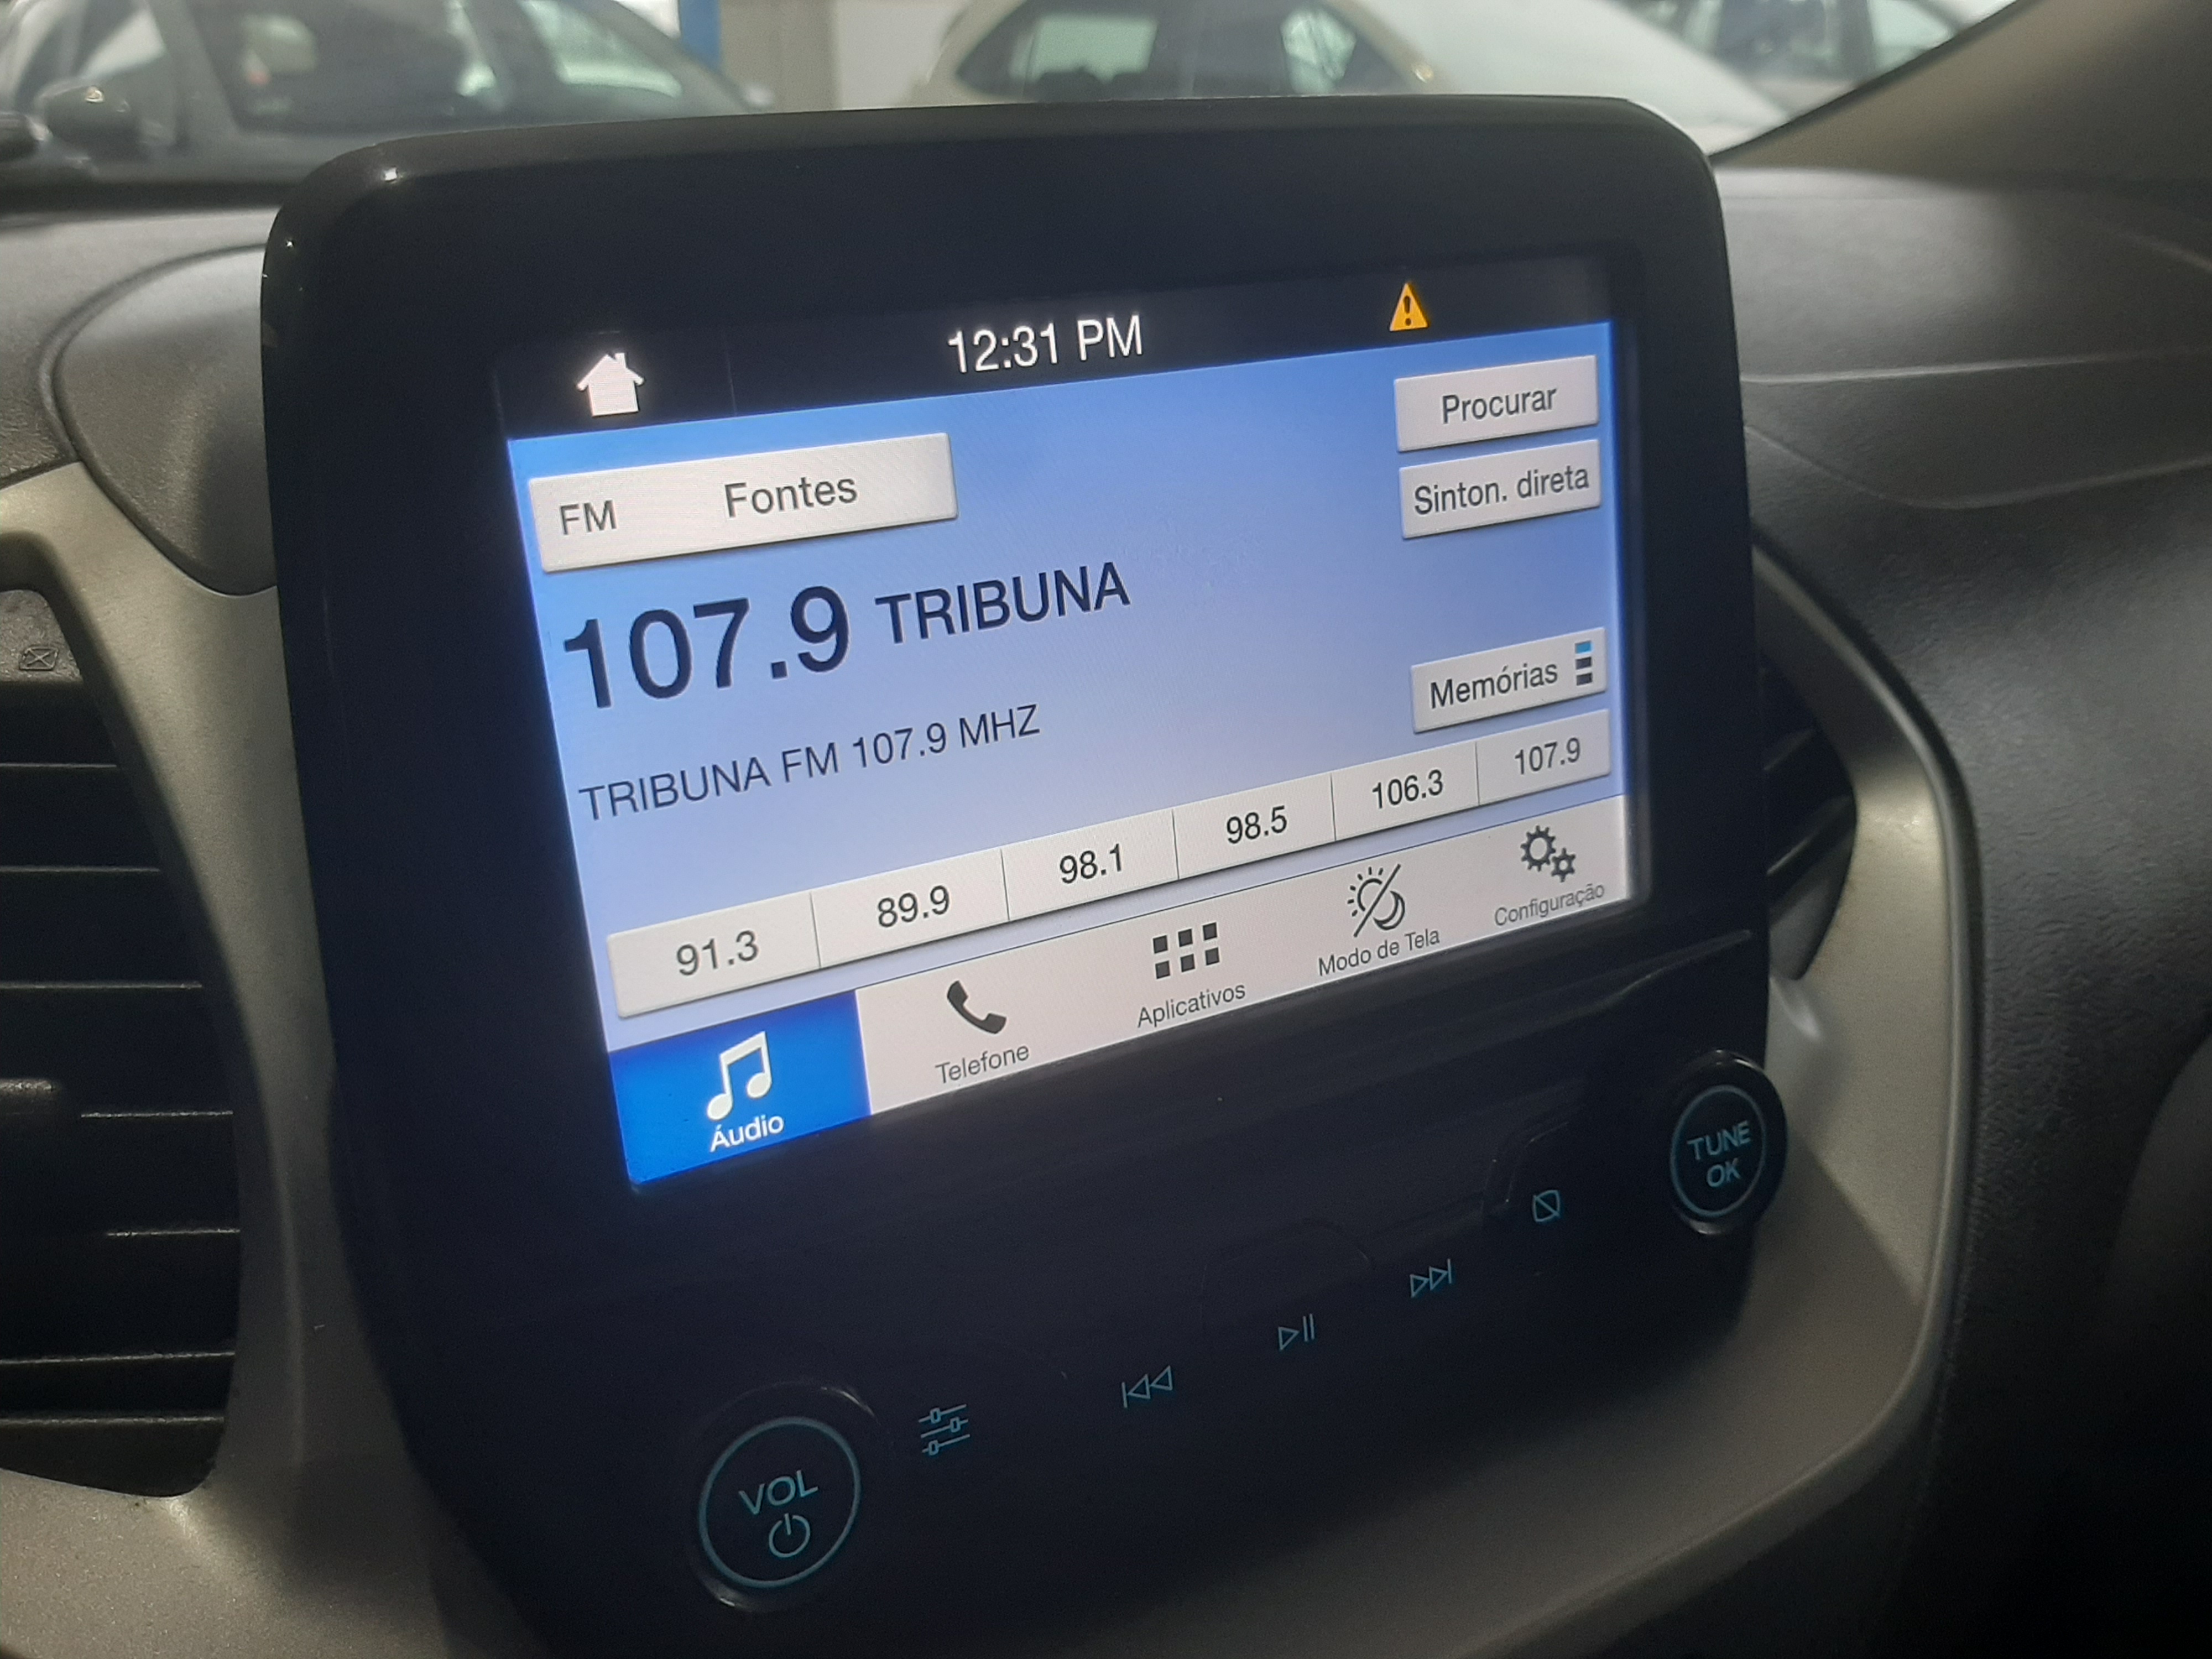 12:31 PM
FM Fontes
Procurar
Sinton. direta
107.9 TRIBUNA
TRIBUNA FM 107.9 MHZ
Memórias
91.3 89.9 98.1 98.5 106.3 107.9
Áudio Telefone Aplicativos Modo de Tela Configuração
TUNE
OK
VOL